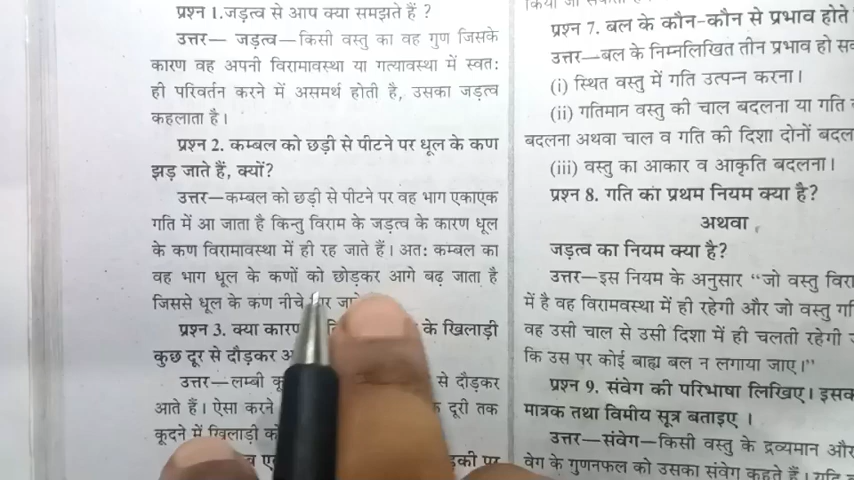 प्रश्न 1.जड़त्व से आप क्या समझते हैं ?
उत्तर— जड़त्व—किसी वस्तु का वह गुण जिसके
कारण वह अपनी विरामावस्था या गत्यावस्था में स्वत:
ही परिवर्तन करने में असमर्थ होती है, उसका जड़त्व
कहलाता है।
प्रश्न 2. कम्बल को छड़ी से पीटने पर धूल के कण
झड़ जाते हैं, क्यों?
उत्तर—कम्बल को छड़ी से पीटने पर वह भाग एकाएक
गति में आ जाता है किन्तु विराम के जड़त्व के कारण धूल
के कण विरामावस्था में ही रह जाते हैं। अत: कम्बल का
वह भाग धूल के कणों को छोड़कर आगे बढ़ जाता है
जिससे धूल के कण नीचे
प्रश्न 3. क्या के खिलाड़ी
कुछ दूर से दौड़कर
उत्तर—लम्बी से दौड़कर
आते हैं। ऐसा करने दूरी तक
कूदने में खिलाड़ी
प्रश्न 7. बल के कौन-कौन से प्रभाव होते
उत्तर—बल के निम्नलिखित तीन प्रभाव हो
(i) स्थित वस्तु में गति उत्पन्न करना।
(ii) गतिमान वस्तु की चाल बदलना या गति
बदलना अथवा चाल व गति की दिशा दोनों
(iii) वस्तु का आकार व आकृति बदलना।
प्रश्न 8. गति का प्रथम नियम क्या है?
अथवा
जड़त्व का नियम क्या है?
उत्तर—इस नियम के अनुसार “जो वस्तु
में है वह विरामावस्था में ही रहेगी और जो वस्तु
वह उसी चाल से उसी दिशा में ही चलती रहेगी
कि उस पर कोई बाह्य बल न लगाया जाए।”
प्रश्न 9. संवेग की परिभाषा लिखिए।
मात्रक तथा विमीय सूत्र बताइए ।
उत्तर—संवेग—किसी वस्तु के द्रव्यमान और
वेग के गुणनफल को उसका संवेग कहते हैं।